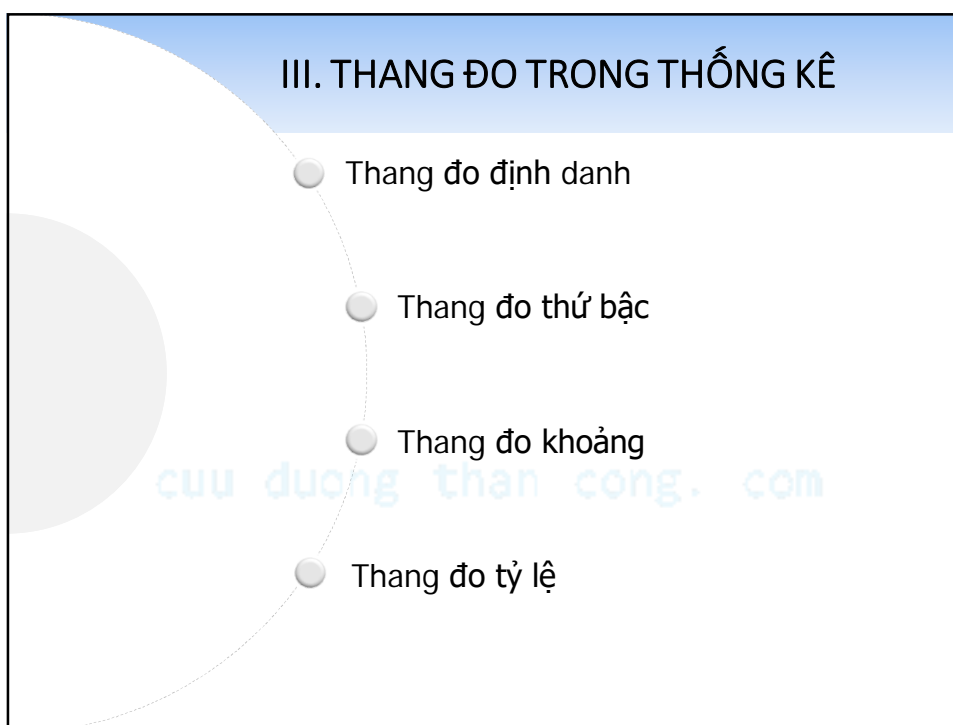 III. THANG ĐO TRONG THỐNG KÊ
Thang đo định danh
Thang đo thứ bậc
Thang đo khoảng
cuu duong than cong. com
Thang đo tỷ lệ